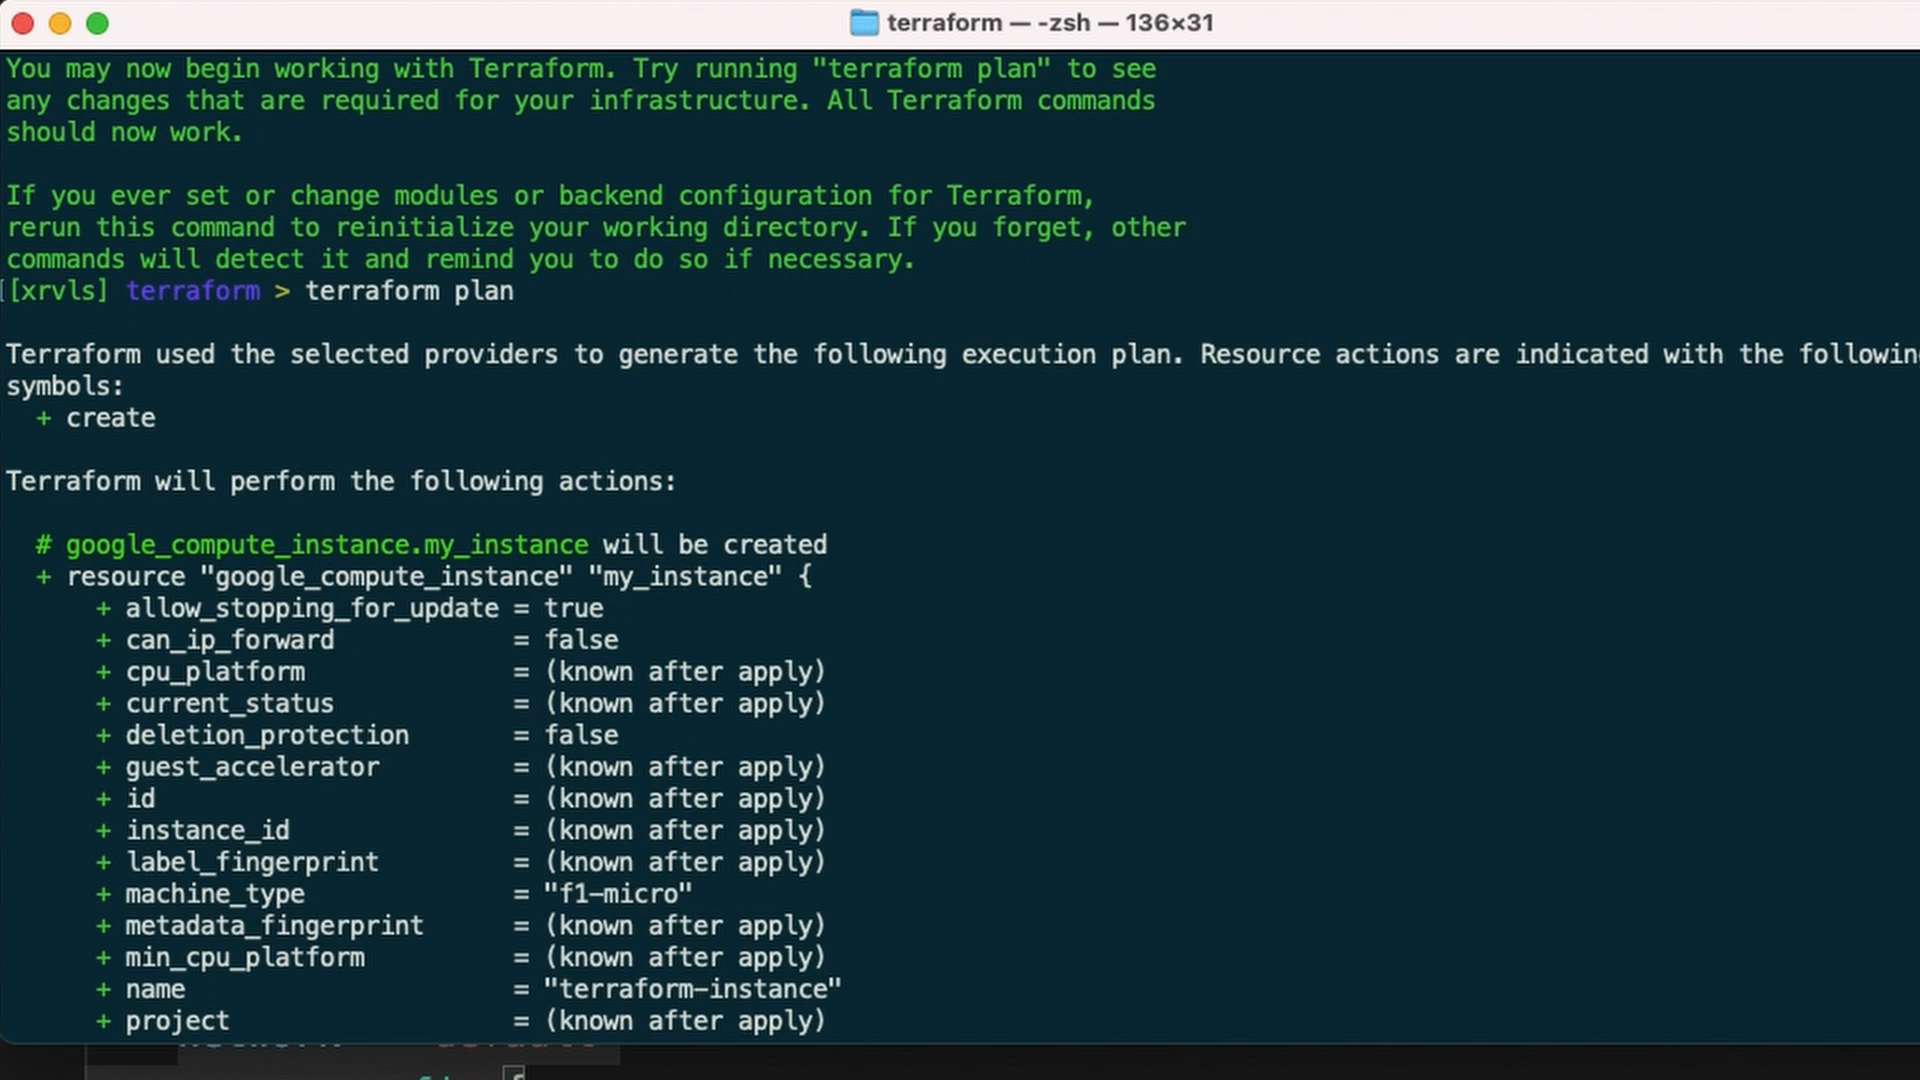 terraform — -zsh — 136×31
You may now begin working with Terraform. Try running "terraform plan" to see
any changes that are required for your infrastructure. All Terraform commands
should now work.
If you ever set or change modules or backend configuration for Terraform,
rerun this command to reinitialize your working directory. If you forget, other
commands will detect it and remind you to do so if necessary.
[[xrvls] terraform > terraform plan
Terraform used the selected providers to generate the following execution plan. Resource actions are indicated with the followin
symbols:
+ create
Terraform will perform the following actions:
# google_compute_instance.my_instance will be created
+ resource "google_compute_instance" "my_instance" {
+ allow_stopping_for_update = true
+ can_ip_forward = false
+ cpu_platform = (known after apply)
+ current_status = (known after apply)
+ deletion_protection = false
+ guest_accelerator = (known after apply)
+ id = (known after apply)
+ instance_id = (known after apply)
+ label_fingerprint = (known after apply)
+ machine_type = "f1-micro"
+ metadata_fingerprint = (known after apply)
+ min_cpu_platform = (known after apply)
+ name = "terraform-instance"
+ project = (known after apply)